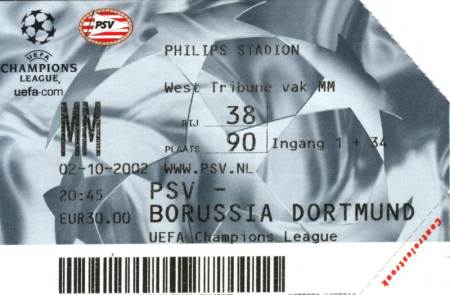 UEFA
CHAMPIONS
LEAGUE
uefa.com
PSV
PHILIPS STADION
West Tribune vak MM
MM
RIJ 38
PLAATS 90 Ingang 1 + 34
02-10-2002 WWW.PSV.NL
20:45 PSV -
EUR30.00 BORUSSIA DORTMUND
UEFA Champions League
Controlestrook